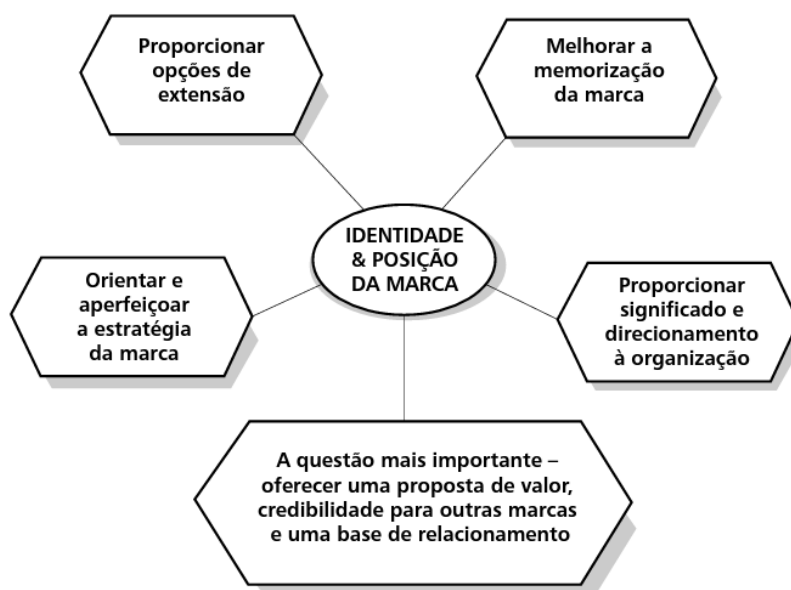 Proporcionar
opções de
extensão
Melhorar a
memorização
da marca
IDENTIDADE
& POSIÇÃO
DA MARCA
Orientar e
aperfeiçoar
a estratégia
da marca
Proporcionar
significado e
direcionamento
à organização
A questão mais importante –
oferecer uma proposta de valor,
credibilidade para outras marcas
e uma base de relacionamento